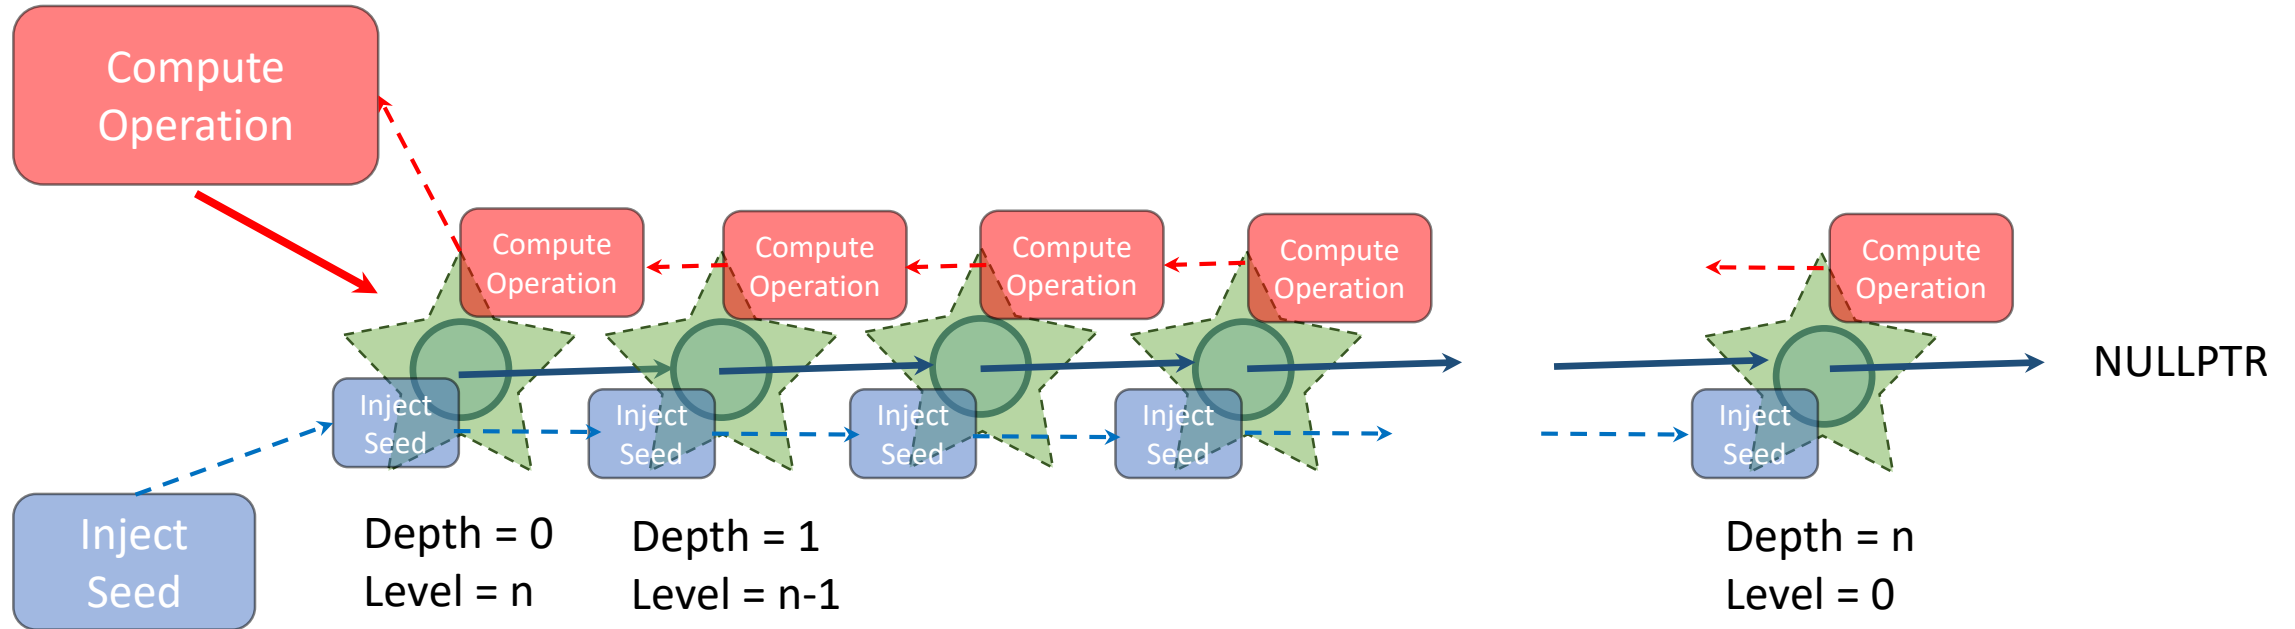 Compute
Operation
Compute
Operation
Compute
Operation
Compute
Operation
Compute
Operation
Compute
Operation
NULLPTR
Inject
Seed
Inject
Seed
Inject
Seed
Inject
Seed
Inject
Seed
Inject
Seed
Depth = 0
Level = n
Depth = 1
Level = n-1
Depth = n
Level = 0